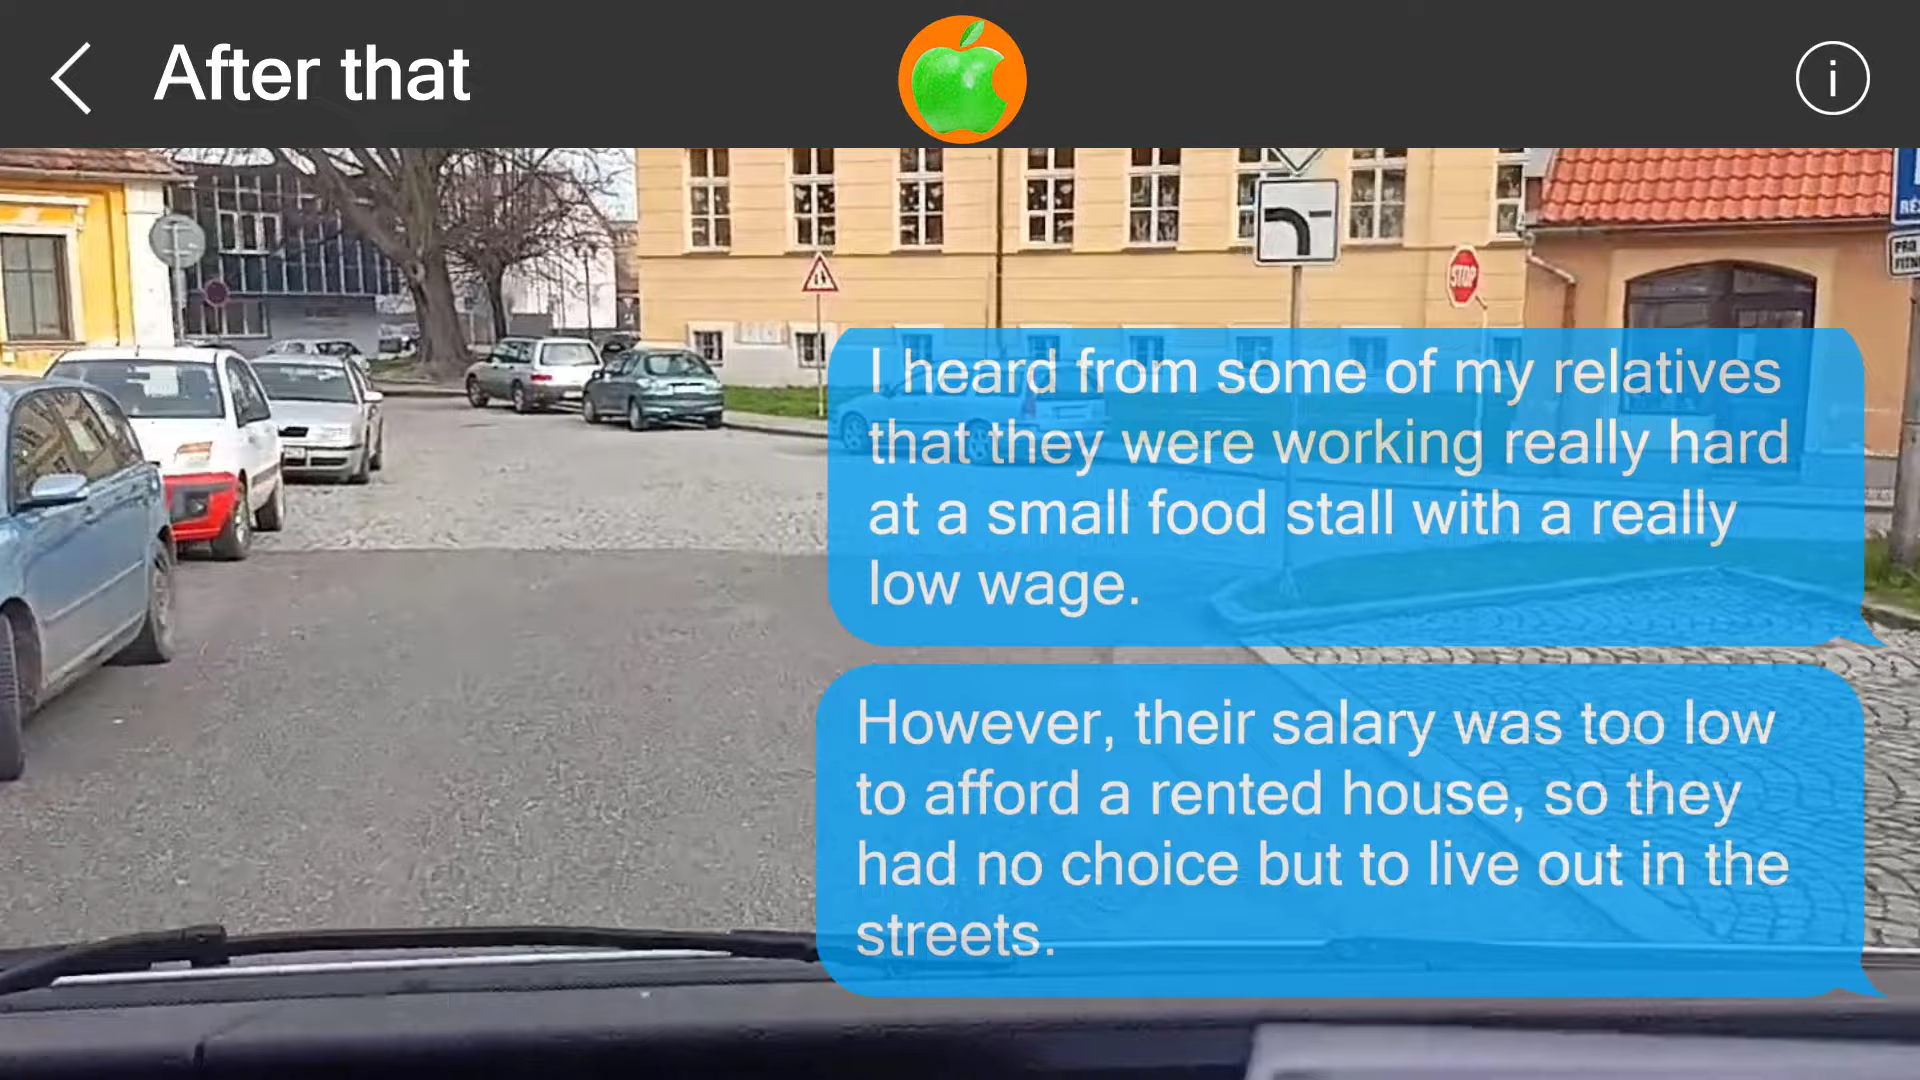 After that
I heard from some of my relatives
that they were working really hard
at a small food stall with a really
low wage.
However, their salary was too low
to afford a rented house, so they
had no choice but to live out in the
streets.
STOP
PRO